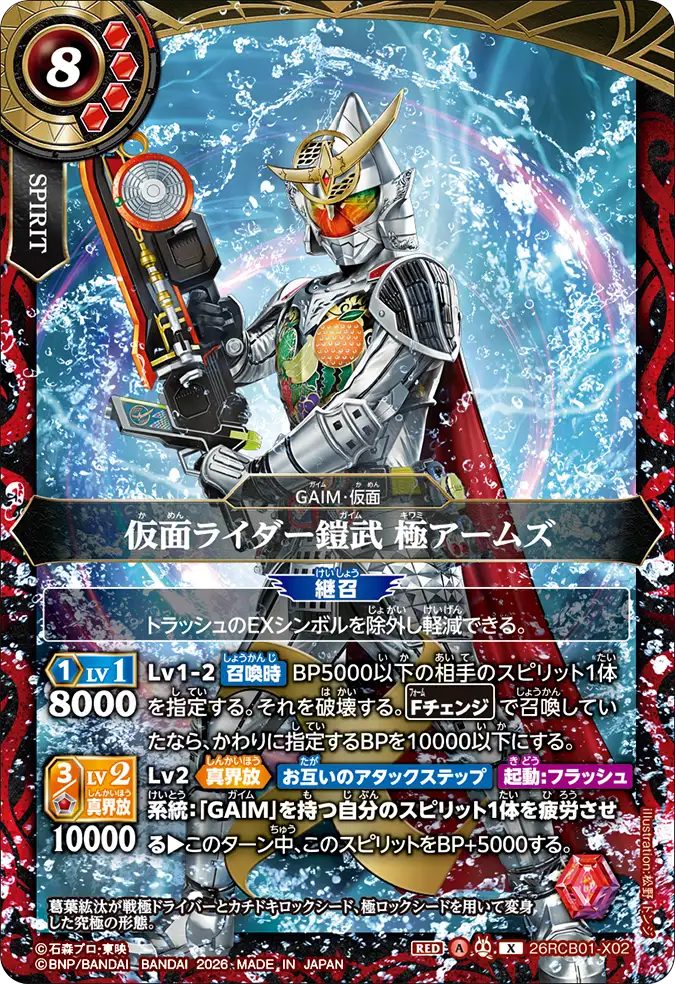 8
SPIRIT
GAIM・仮面
仮面ライダー鎧武 極アームズ
継召
トラッシュのEXシンボルを除外し軽減できる。
1 LV1
8000
Lv1-2 召喚時 BP5000以下の相手のスピリット1体
を指定する。それを破壊する。Fチェンジで召喚してい
たなら、かわりに指定するBPを10000以下にする。
3 LV2
真界放
10000
Lv2 真界放 お互いのアタックステップ 起動:フラッシュ
系統:「GAIM」を持つ自分のスピリット1体を疲労させ
る▶このターン中、このスピリットをBP+5000する。
葛葉紘汰が戦極ドライバーとカチドキロックシード、極ロックシードを用いて変身
した究極の形態。
illustration:松野トンジ
©石森プロ・東映
©BNP/BANDAI BANDAI 2026 MADE IN JAPAN
RED A X 26RCB01-X02